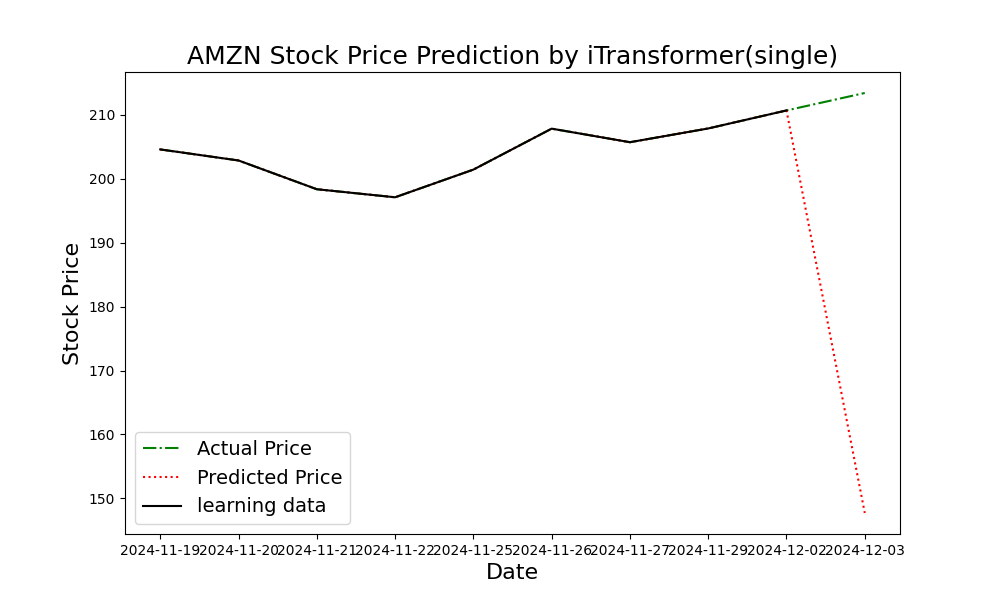 AMZN Stock Price Prediction by iTransformer(single)
Stock Price
210
200
190
180
170
160
150
Actual Price
Predicted Price
learning data
2024-11-19 2024-11-20 2024-11-21 2024-11-22 2024-11-25 2024-11-26 2024-11-27 2024-11-29 2024-12-02 2024-12-03
Date